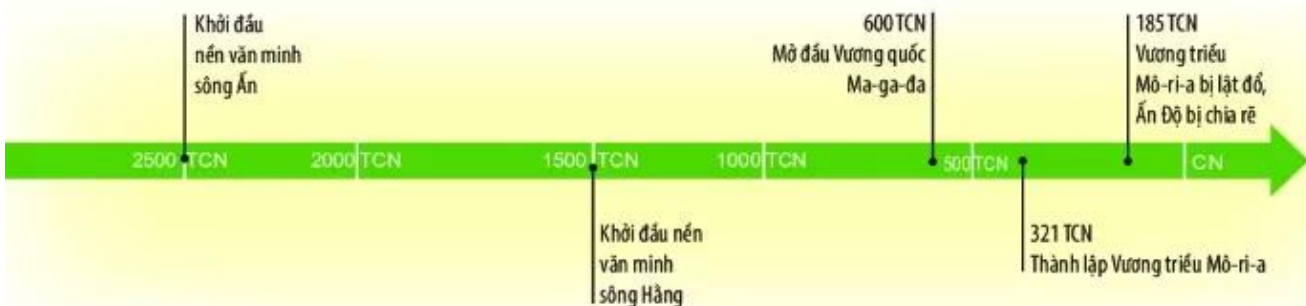 Khởi đầu
nền văn minh
sông Ấn
600 TCN
Mở đầu Vương quốc
Ma-ga-đa
185 TCN
Vương triều
Mô-ri-a bị lật đổ,
Ấn Độ bị chia rẽ
2500 TCN
2000 TCN
1500 TCN
1000 TCN
500 TCN
CN
Khởi đầu nền
văn minh
sông Hằng
321 TCN
Thành lập Vương triều Mô-ri-a